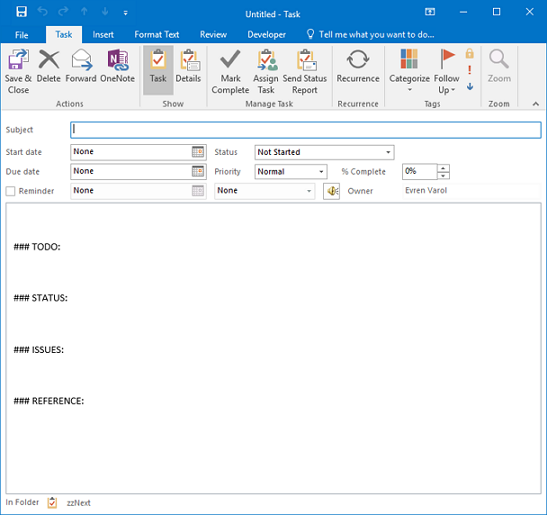 Untitled - Task
File Task Insert Format Text Review Developer Tell me what you want to do...
Save & Close Delete Forward OneNote Task Details Mark Complete Assign Task Send Status Report Recurrence Categorize Follow Up Zoom
Actions Show Manage Task Recurrence Tags Zoom
Subject
Start date None Status Not Started
Due date None Priority Normal % Complete 0%
Reminder None None Owner Evren Varol
### TODO:
### STATUS:
### ISSUES:
### REFERENCE:
In Folder zzNext